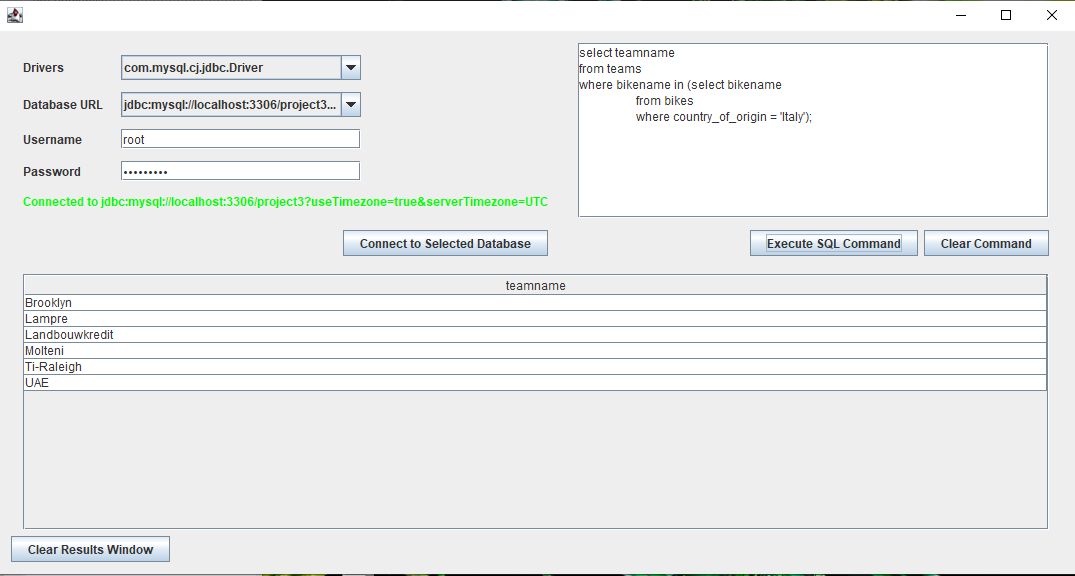 Drivers
com.mysql.cj.jdbc.Driver
Database URL
jdbc:mysql://localhost:3306/project3...
Username
root
Password
•••••••••
Connected to jdbc:mysql://localhost:3306/project3?useTimezone=true&serverTimezone=UTC
Connect to Selected Database
select teamname
from teams
where bikename in (select bikename
from bikes
where country_of_origin = 'Italy');
Execute SQL Command
Clear Command
teamname
Brooklyn
Lampre
Landbouwkredit
Molteni
Ti-Raleigh
UAE
Clear Results Window